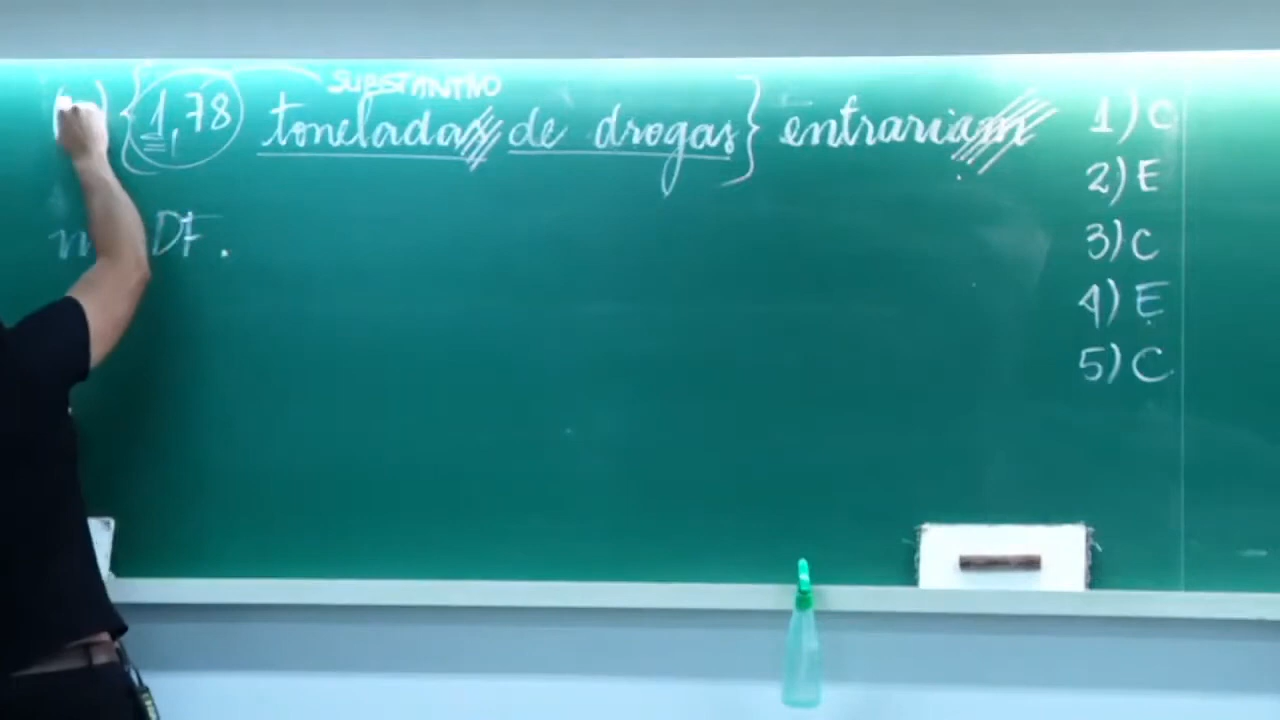 SUBSTANTIVO
{1,78 toneladas de drogas} entrariam
DF.
1) C
2) E
3) C
4) E
5) C